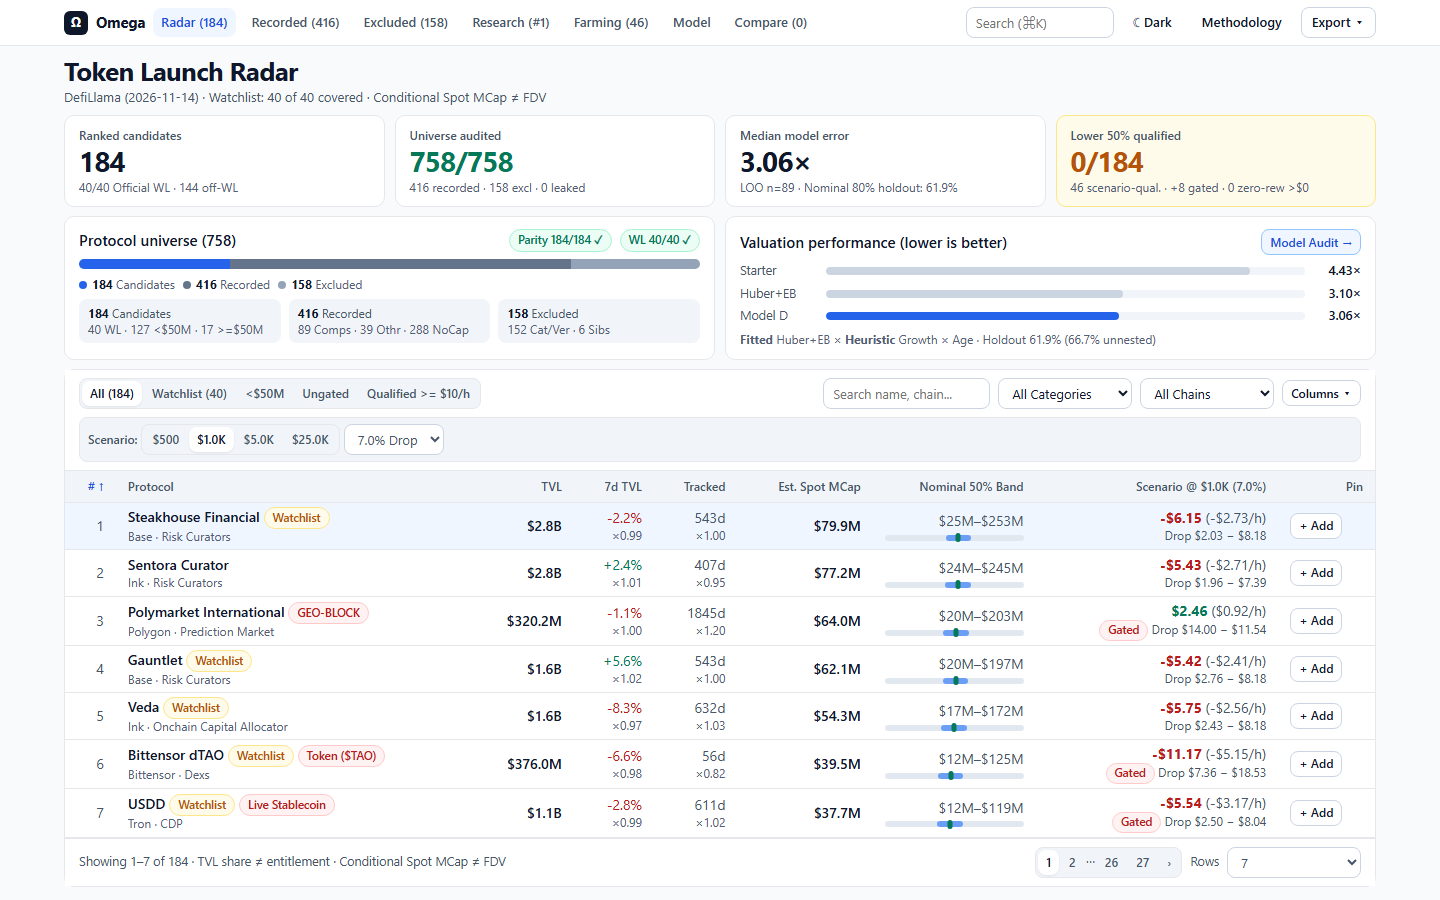 Ω Omega Radar (184) Recorded (416) Excluded (158) Research (#1) Farming (46) Model Compare (0) Search (⌘K) ☾ Dark Methodology Export ▾
Token Launch Radar
DefiLlama (2026-11-14) · Watchlist: 40 of 40 covered · Conditional Spot MCap ≠ FDV
Ranked candidates
184
40/40 Official WL · 144 off-WL
Universe audited
758/758
416 recorded · 158 excl · 0 leaked
Median model error
3.06×
LOO n=89 · Nominal 80% holdout: 61.9%
Lower 50% qualified
0/184
46 scenario-qual. · +8 gated · 0 zero-rew >$0
Protocol universe (758) Parity 184/184 ✓ WL 40/40 ✓
184 Candidates 416 Recorded 158 Excluded
184 Candidates
40 WL · 127 <$50M · 17 >=$50M
416 Recorded
89 Comps · 39 Othr · 288 NoCap
158 Excluded
152 Cat/Ver · 6 Sibs
Valuation performance (lower is better) Model Audit →
Starter 4.43×
Huber+EB 3.10×
Model D 3.06×
Fitted Huber+EB × Heuristic Growth × Age · Holdout 61.9% (66.7% unnested)
All (184) Watchlist (40) <$50M Ungated Qualified >= $10/h Search name, chain... All Categories All Chains Columns ▾
Scenario: $500 $1.0K $5.0K $25.0K 7.0% Drop
# ↑ Protocol TVL 7d TVL Tracked Est. Spot MCap Nominal 50% Band Scenario @ $1.0K (7.0%) Pin
1 Steakhouse Financial Watchlist $2.8B -2.2% 543d $79.9M $25M–$253M -$6.15 (-$2.73/h) + Add
Base · Risk Curators ×0.99 ×1.00 Drop $2.03 − $8.18
2 Sentora Curator $2.8B +2.4% 407d $77.2M $24M–$245M -$5.43 (-$2.71/h) + Add
Ink · Risk Curators ×1.01 ×0.95 Drop $1.96 − $7.39
3 Polymarket International GEO-BLOCK $320.2M -1.1% 1845d $64.0M $20M–$203M $2.46 ($0.92/h) + Add
Polygon · Prediction Market ×1.00 ×1.20 Gated Drop $14.00 − $11.54
4 Gauntlet Watchlist $1.6B +5.6% 543d $62.1M $20M–$197M -$5.42 (-$2.41/h) + Add
Base · Risk Curators ×1.02 ×1.00 Drop $2.76 − $8.18
5 Veda Watchlist $1.6B -8.3% 632d $54.3M $17M–$172M -$5.75 (-$2.56/h) + Add
Ink · Onchain Capital Allocator ×0.97 ×1.03 Drop $2.43 − $8.18
6 Bittensor dTAO Watchlist Token ($TAO) $376.0M -6.6% 56d $39.5M $12M–$125M -$11.17 (-$5.15/h) + Add
Bittensor · Dexs ×0.98 ×0.82 Gated Drop $7.36 − $18.53
7 USDD Watchlist Live Stablecoin $1.1B -2.8% 611d $37.7M $12M–$119M -$5.54 (-$3.17/h) + Add
Tron · CDP ×0.99 ×1.02 Gated Drop $2.50 − $8.04
Showing 1–7 of 184 · TVL share ≠ entitlement · Conditional Spot MCap ≠ FDV 1 2 ··· 26 27 › Rows 7